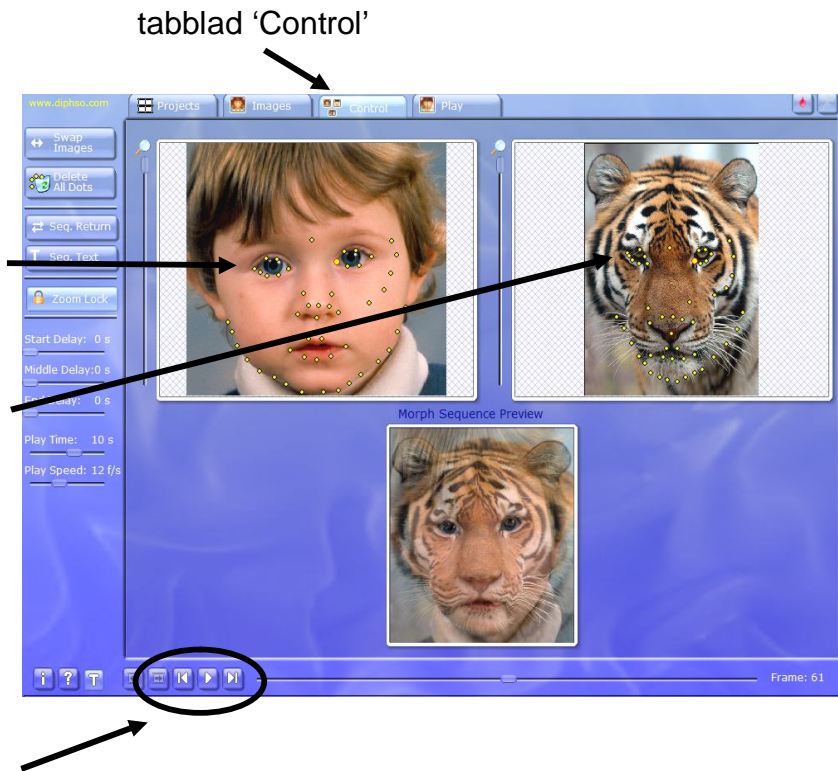 tabblad ‘Control’
www.diphso.com
Projects
Images
Control
Play
Swap
Images
Delete
All Dots
Seq. Return
T Seq. Text
Zoom Lock
Start Delay: 0 s
Middle Delay:0 s
End Delay: 0 s
Play Time: 10 s
Play Speed: 12 f/s
Morph Sequence Preview
i ? T
Frame: 61